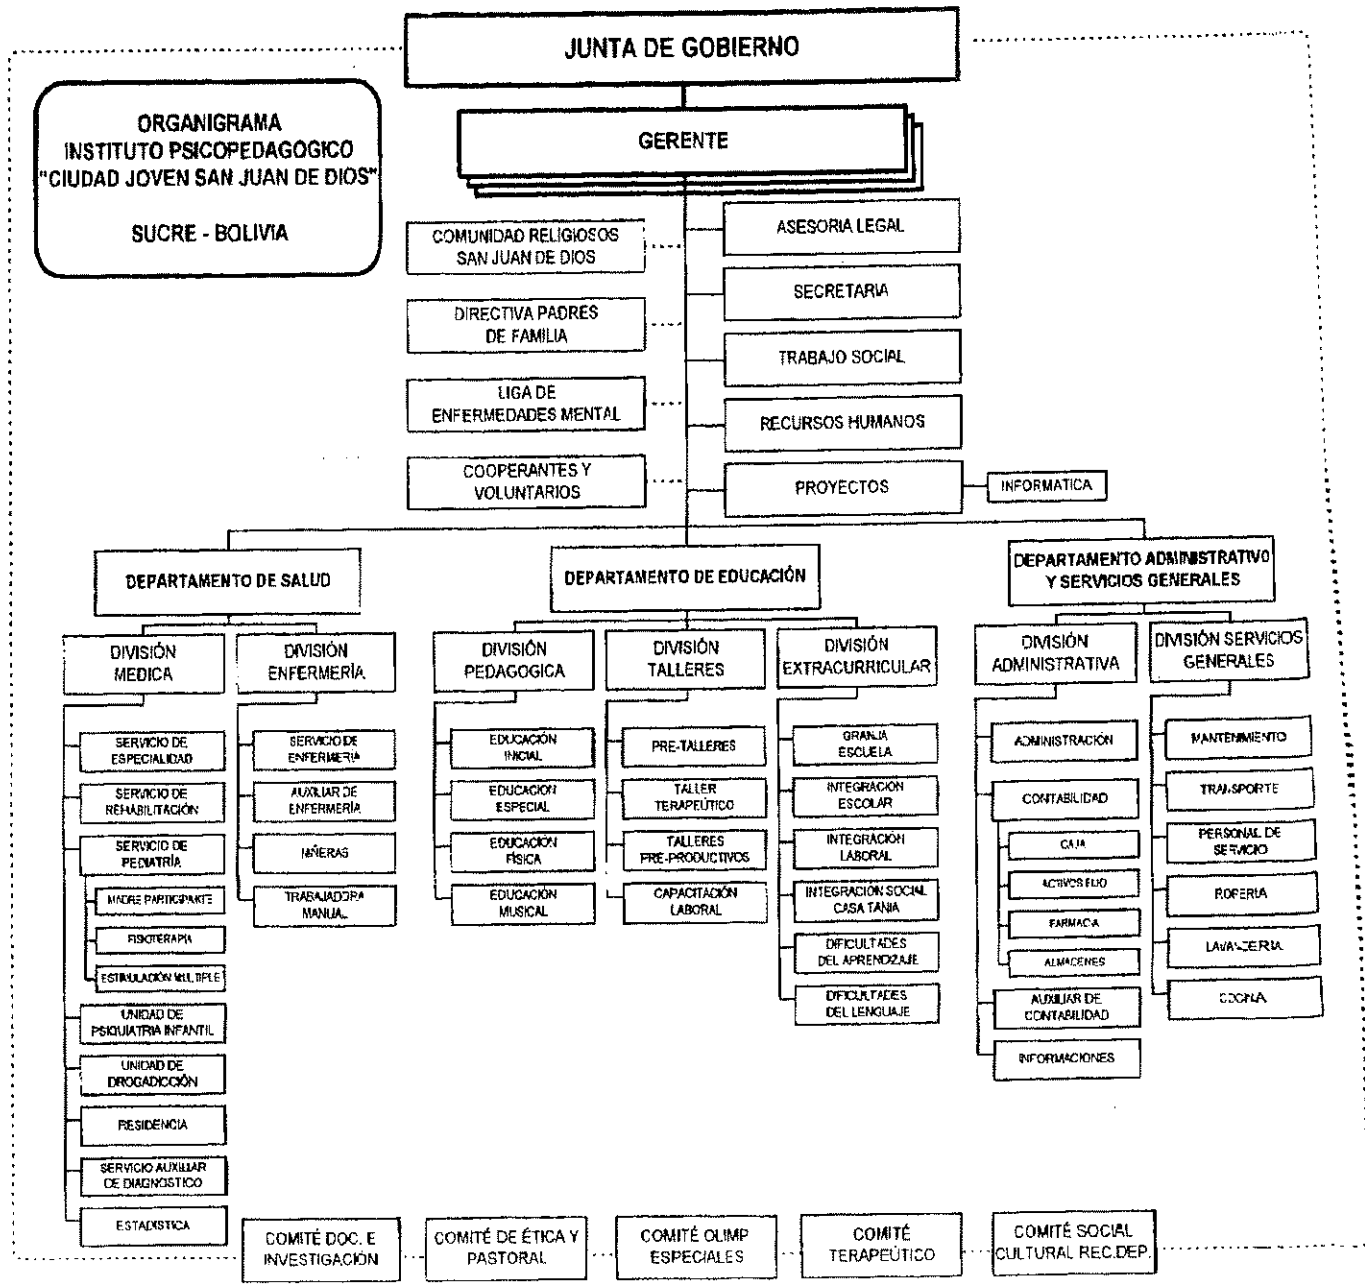 JUNTA DE GOBIERNO
ORGANIGRAMA
INSTITUTO PSICOPEDAGOGICO
"CIUDAD JOVEN SAN JUAN DE DIOS"
SUCRE - BOLIVIA
GERENTE
COMUNIDAD RELIGIOSOS
SAN JUAN DE DIOS
ASESORIA LEGAL
DIRECTIVA PADRES
DE FAMILIA
SECRETARIA
LIGA DE
ENFERMEDADES MENTAL
TRABAJO SOCIAL
RECURSOS HUMANOS
COOPERANTES Y
VOLUNTARIOS
PROYECTOS
INFORMATICA
DEPARTAMENTO DE SALUD
DEPARTAMENTO DE EDUCACIÓN
DEPARTAMENTO ADMINISTRATIVO
Y SERVICIOS GENERALES
DIVISIÓN
MEDICA
DIVISIÓN
ENFERMERÍA
DIVISIÓN
PEDAGOGICA
DIVISIÓN
TALLERES
DIVISIÓN
EXTRACURRICULAR
DIVISIÓN
ADMINISTRATIVA
DIVISIÓN SERVICIOS
GENERALES
SERVICIO DE
ESPECIALIDAD
SERVICIO DE
REHABILITACIÓN
SERVICIO DE
PEDIATRÍA
MADRE PARTICIPANTE
FISIOTERAPIA
ESTIMULACIÓN MULTIPLE
UNIDAD DE
PSIQUIATRIA INFANTIL
UNIDAD DE
DROGADICCIÓN
RESIDENCIA
SERVICIO AUXILIAR
DE DIAGNOSTICO
ESTADISTICA
SERVICIO DE
ENFERMERIA
AUXILIAR DE
ENFERMERÍA
NIÑERAS
TRABAJADORA
MANUAL
EDUCACIÓN
INICIAL
EDUCACION
ESPECIAL
EDUCACION
FÍSICA
EDUCACIÓN
MUSICAL
PRE-TALLERES
TALLER
TERAPEÚTICO
TALLERES
PRE-PRODUCTIVOS
CAPACITACIÓN
LABORAL
GRANJA
ESCUELA
INTEGRACION
ESCOLAR
INTEGRACIÓN
LABORAL
INTEGRACIÓN SOCIAL
CASA TANIA
DIFICULTADES
DEL APRENDIZAJE
DIFICULTADES
DEL LENGUAJE
ADMINISTRACIÓN
CONTABILIDAD
CAJA
ACTIVOS FIJO
FARMACIA
ALMACENES
AUXILIAR DE
CONTABILIDAD
INFORMACIONES
MANTENIMIENTO
TRANSPORTE
PERSONAL DE
SERVICIO
ROPERIA
LAVANDERIA
COCINA
COMITÉ DOC. E
INVESTIGACIÓN
COMITÉ DE ÉTICA Y
PASTORAL
COMITÉ OLIMP
ESPECIALES
COMITÉ
TERAPEÚTICO
COMITÉ SOCIAL
CULTURAL REC.DEP.